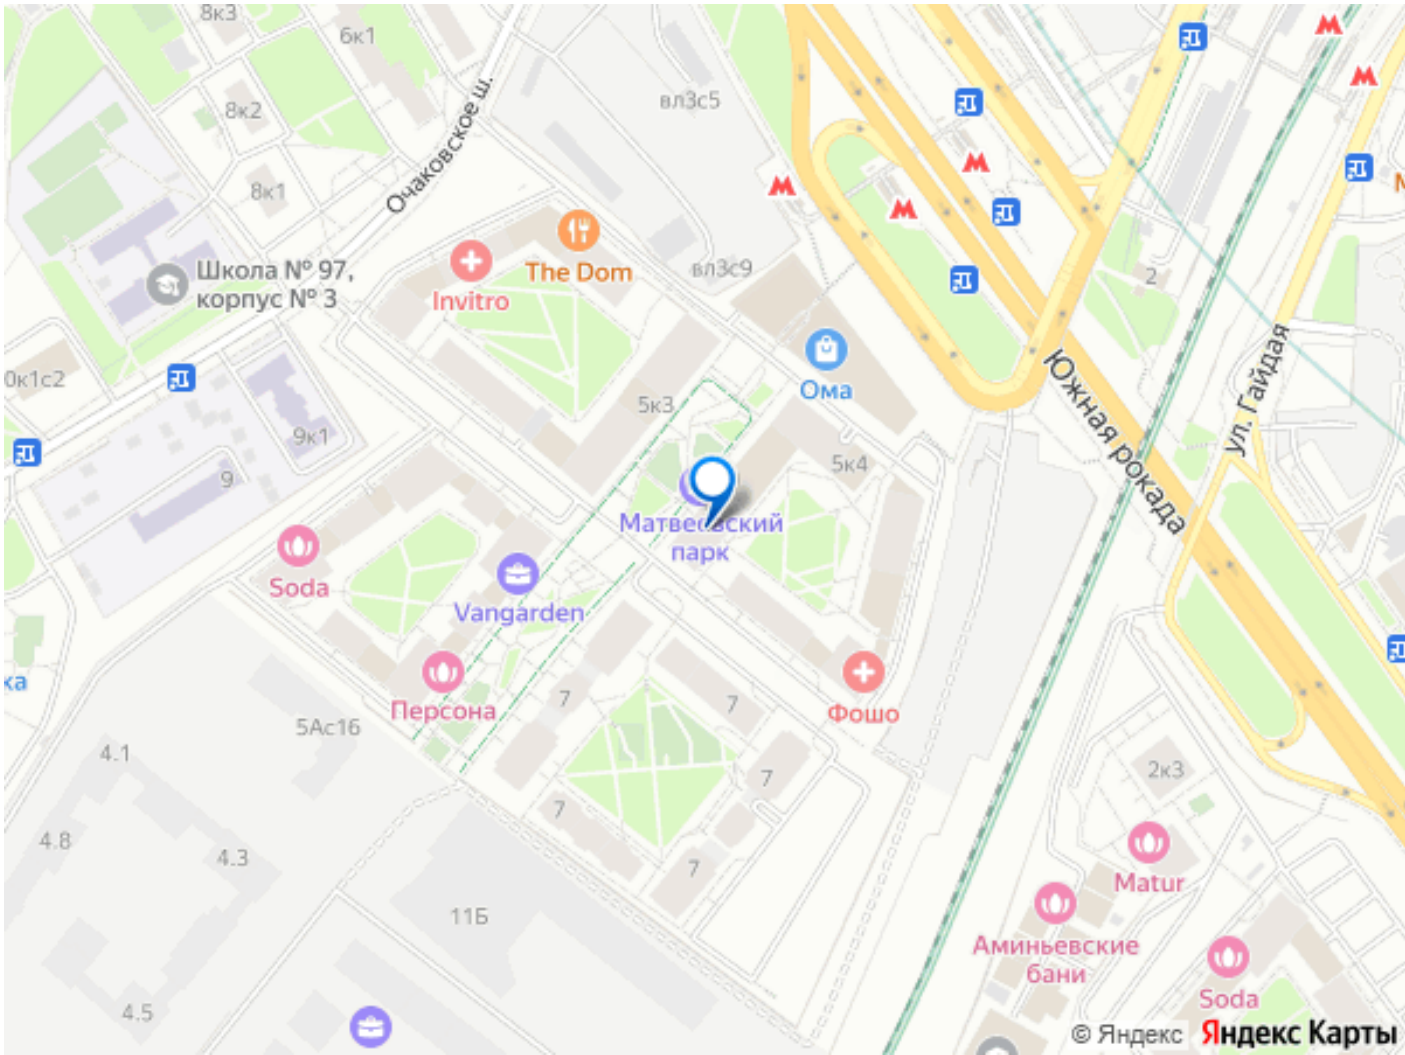 8к3
6к1
вл3с5
8к2
Очаковское ш.
8к1
The Dom
вл3с9
Школа № 97,
корпус № 3
Invitro
2
Южная рокада
ул. Гайдая
0к1с2
Ома
5к3
9к1
5к4
9
Матвеевский
парк
Soda
Vangarden
ка
7
Персона
7
Фошо
5Ас16
4.1
7
2к3
7
4.8
4.3
7
Matur
11Б
Аминьевские
бани
Soda
4.5
© Яндекс Яндекс Карты